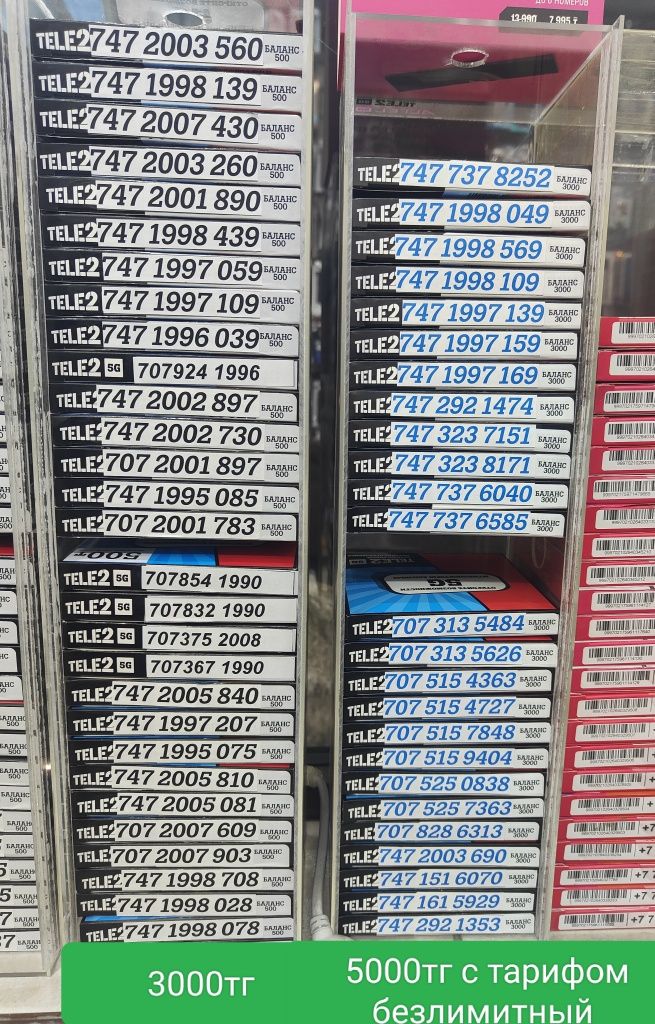 ДО 6 НОМЕРОВ
13 990 7 995 ₸
TELE2 747 2003 560 БАЛАНС 500
TELE2 747 1998 139 БАЛАНС 500
TELE2 747 2007 430 БАЛАНС 500
TELE2 747 2003 260 БАЛАНС 500
TELE2 747 2001 890 БАЛАНС 500
TELE2 747 1998 439 БАЛАНС 500
TELE2 747 1997 059 БАЛАНС 500
TELE2 747 1997 109 БАЛАНС 500
TELE2 747 1996 039 БАЛАНС 500
TELE2 5G 707924 1996
TELE2 747 2002 897 БАЛАНС 500
TELE2 747 2002 730 БАЛАНС 500
TELE2 707 2001 897 БАЛАНС 500
TELE2 747 1995 085 БАЛАНС 500
TELE2 707 2001 783 БАЛАНС 500
500₸
TELE2 5G 707854 1990
TELE2 5G 707832 1990
TELE2 5G 707375 2008
TELE2 5G 707367 1990
TELE2 747 2005 840 БАЛАНС 500
TELE2 747 1997 207 БАЛАНС 500
TELE2 747 1995 075 БАЛАНС 500
TELE2 747 2005 810 БАЛАНС 500
TELE2 747 2005 081 БАЛАНС 500
TELE2 707 2007 609 БАЛАНС 500
TELE2 707 2007 903 БАЛАНС 500
TELE2 747 1998 708 БАЛАНС 500
TELE2 747 1998 028 БАЛАНС 500
TELE2 747 1998 078 БАЛАНС 500
TELE2 747 737 8252 БАЛАНС 3000
TELE2 747 1998 049 БАЛАНС 3000
TELE2 747 1998 569 БАЛАНС 3000
TELE2 747 1998 109 БАЛАНС 3000
TELE2 747 1997 139 БАЛАНС 3000
TELE2 747 1997 159 БАЛАНС 3000
TELE2 747 1997 169 БАЛАНС 3000
TELE2 747 292 1474 БАЛАНС 3000
TELE2 747 323 7151 БАЛАНС 3000
TELE2 747 323 8171 БАЛАНС 3000
TELE2 747 737 6040 БАЛАНС 3000
TELE2 747 737 6585 БАЛАНС 3000
5G
TELE2 707 313 5484 БАЛАНС 3000
TELE2 707 313 5626 БАЛАНС 3000
TELE2 707 515 4363 БАЛАНС 3000
TELE2 707 515 4727 БАЛАНС 3000
TELE2 707 515 7848 БАЛАНС 3000
TELE2 707 515 9404 БАЛАНС 3000
TELE2 707 525 0838 БАЛАНС 3000
TELE2 707 525 7363 БАЛАНС 3000
TELE2 707 828 6313 БАЛАНС 3000
TELE2 747 2003 690 БАЛАНС 3000
TELE2 747 151 6070 БАЛАНС 3000
TELE2 747 161 5929 БАЛАНС 3000
TELE2 747 292 1353 БАЛАНС 3000
3000тг
5000тг с тарифом
безлимитный